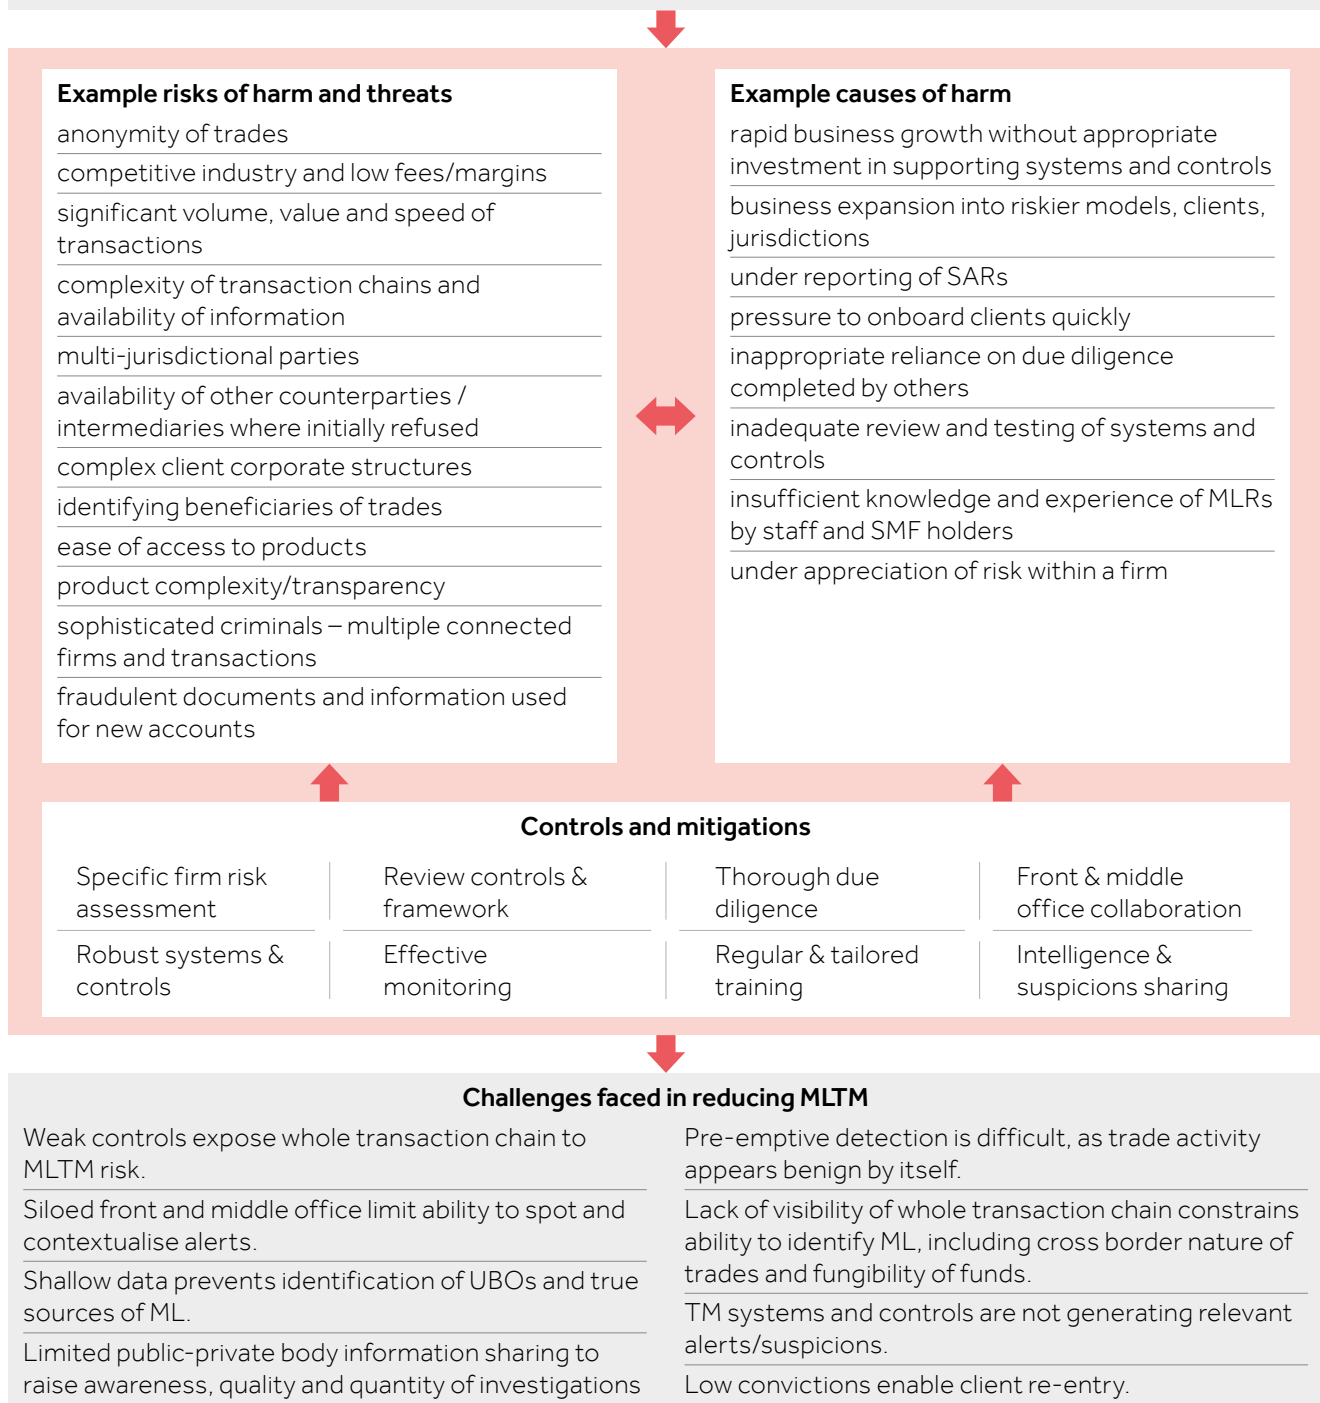 Example risks of harm and threats
anonymity of trades
competitive industry and low fees/margins
significant volume, value and speed of
transactions
complexity of transaction chains and
availability of information
multi-jurisdictional parties
availability of other counterparties /
intermediaries where initially refused
complex client corporate structures
identifying beneficiaries of trades
ease of access to products
product complexity/transparency
sophisticated criminals – multiple connected
firms and transactions
fraudulent documents and information used
for new accounts
Example causes of harm
rapid business growth without appropriate
investment in supporting systems and controls
business expansion into riskier models, clients,
jurisdictions
under reporting of SARs
pressure to onboard clients quickly
inappropriate reliance on due diligence
completed by others
inadequate review and testing of systems and
controls
insufficient knowledge and experience of MLRs
by staff and SMF holders
under appreciation of risk within a firm
Controls and mitigations
Specific firm risk
assessment
Review controls &
framework
Thorough due
diligence
Front & middle
office collaboration
Robust systems &
controls
Effective
monitoring
Regular & tailored
training
Intelligence &
suspicions sharing
Challenges faced in reducing MLTM
Weak controls expose whole transaction chain to
MLTM risk.
Siloed front and middle office limit ability to spot and
contextualise alerts.
Shallow data prevents identification of UBOs and true
sources of ML.
Limited public-private body information sharing to
raise awareness, quality and quantity of investigations
Pre-emptive detection is difficult, as trade activity
appears benign by itself.
Lack of visibility of whole transaction chain constrains
ability to identify ML, including cross border nature of
trades and fungibility of funds.
TM systems and controls are not generating relevant
alerts/suspicions.
Low convictions enable client re-entry.